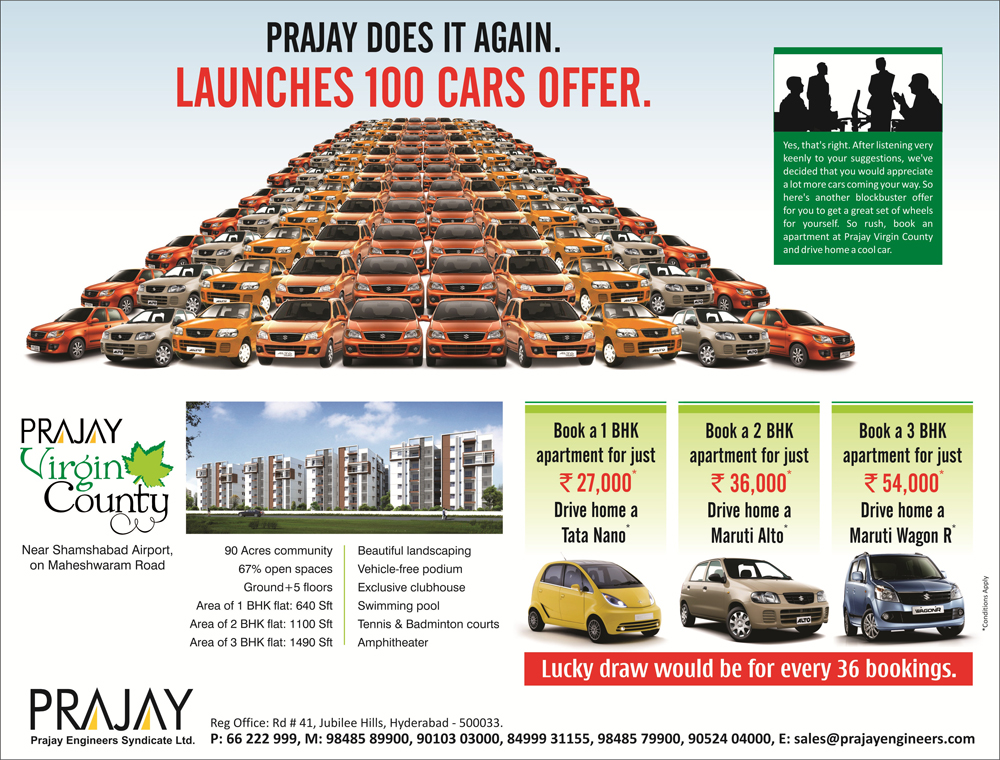 PRAJAY DOES IT AGAIN.
LAUNCHES 100 CARS OFFER.
Yes, that's right. After listening very
keenly to your suggestions, we've
decided that you would appreciate
a lot more cars coming your way. So
here's another blockbuster offer
for you to get a great set of wheels
for yourself. So rush, book an
apartment at Prajay Virgin County
and drive home a cool car.
ALTO
ALTO
ALTO
ALTO
PRAJAY
Virgin
County
Near Shamshabad Airport,
on Maheshwaram Road
90 Acres community
67% open spaces
Ground+5 floors
Area of 1 BHK flat: 640 Sft
Area of 2 BHK flat: 1100 Sft
Area of 3 BHK flat: 1490 Sft
Beautiful landscaping
Vehicle-free podium
Exclusive clubhouse
Swimming pool
Tennis & Badminton courts
Amphitheater
Book a 1 BHK
apartment for just
₹ 27,000*
Drive home a
Tata Nano*
Book a 2 BHK
apartment for just
₹ 36,000*
Drive home a
Maruti Alto*
ALTO
Book a 3 BHK
apartment for just
₹ 54,000*
Drive home a
Maruti Wagon R*
WAGONR
*Conditions Apply
Lucky draw would be for every 36 bookings.
PRAJAY
Prajay Engineers Syndicate Ltd.
Reg Office: Rd # 41, Jubilee Hills, Hyderabad - 500033.
P: 66 222 999, M: 98485 89900, 90103 03000, 84999 31155, 98485 79900, 90524 04000, E: sales@prajayengineers.com